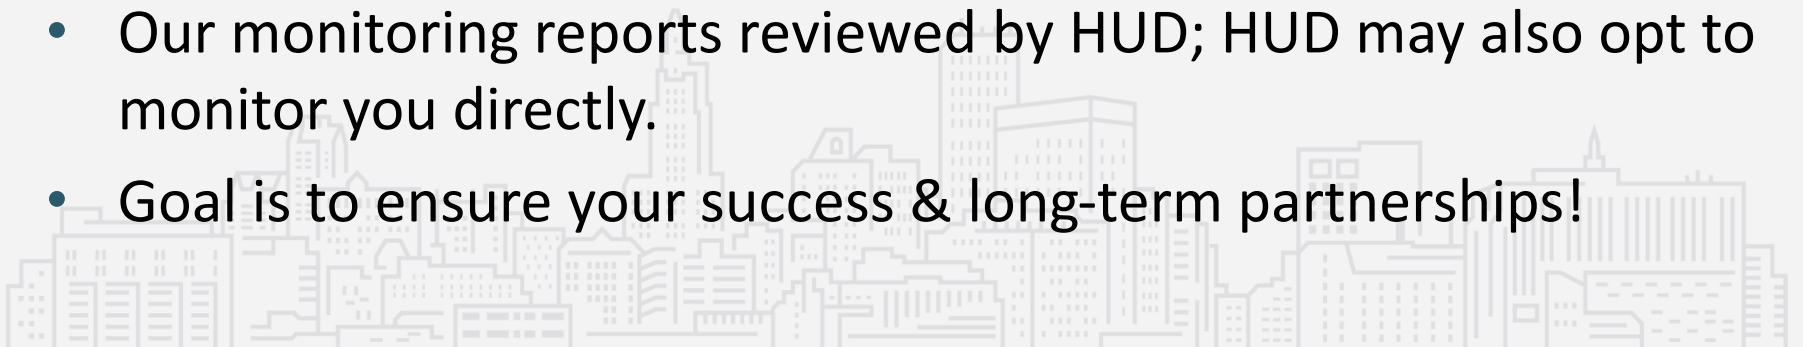 • Our monitoring reports reviewed by HUD; HUD may also opt to
monitor you directly.
• Goal is to ensure your success & long-term partnerships!